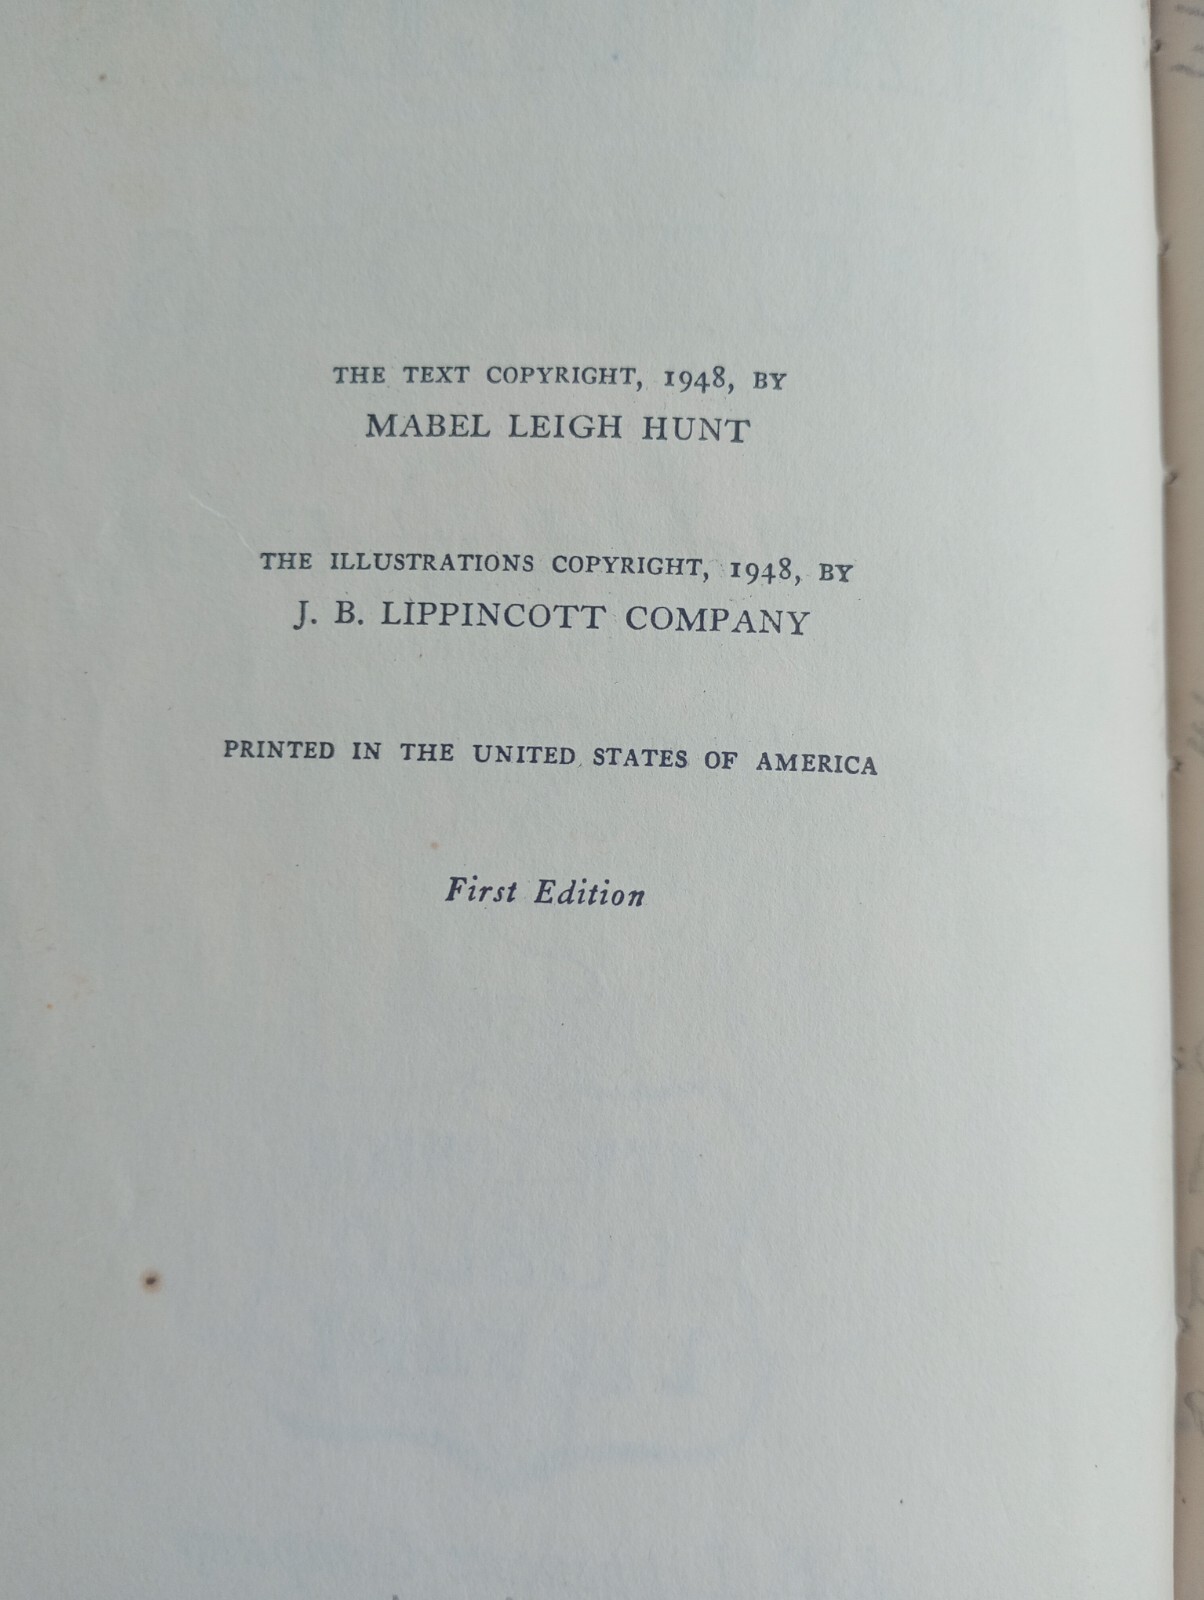 THE TEXT COPYRIGHT, 1948, BY
MABEL LEIGH HUNT
THE ILLUSTRATIONS COPYRIGHT, 1948, BY
J. B. LIPPINCOTT COMPANY
PRINTED IN THE UNITED STATES OF AMERICA
First Edition